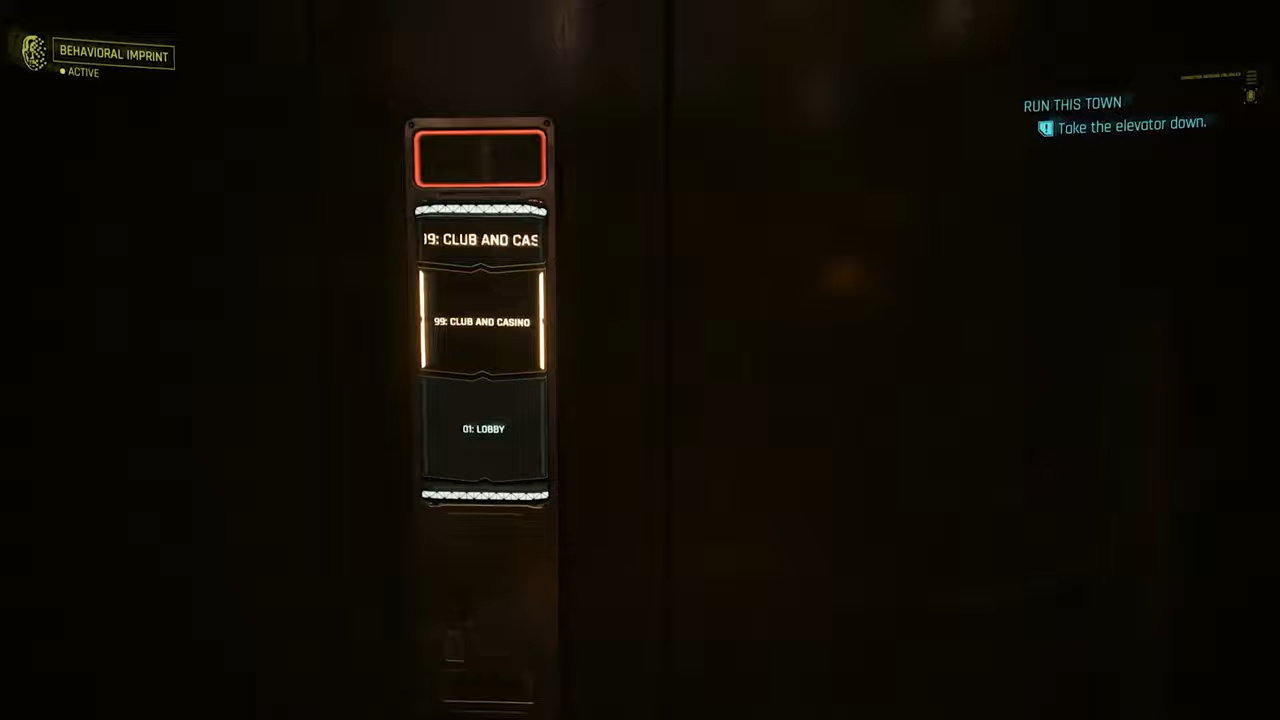 BEHAVIORAL IMPRINT
ACTIVE
RUN THIS TOWN
Take the elevator down.
99: CLUB AND CAS
99: CLUB AND CASINO
01: LOBBY